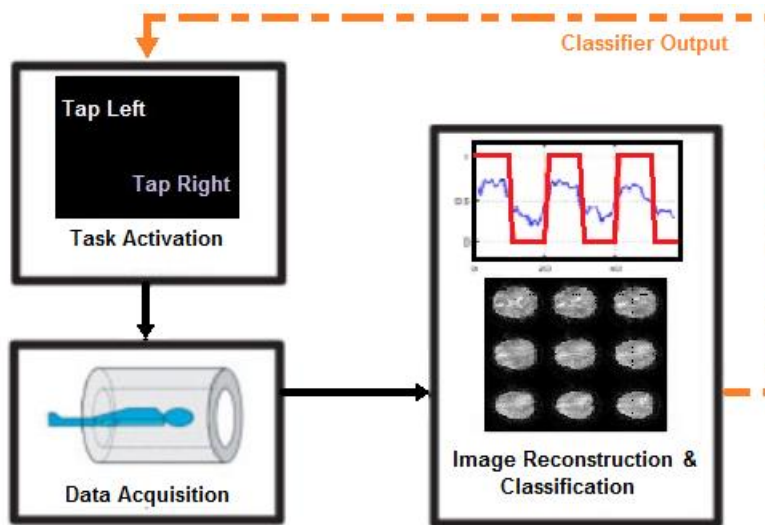 Classifier Output
Tap Left
Tap Right
Task Activation
Data Acquisition
Image Reconstruction &
Classification